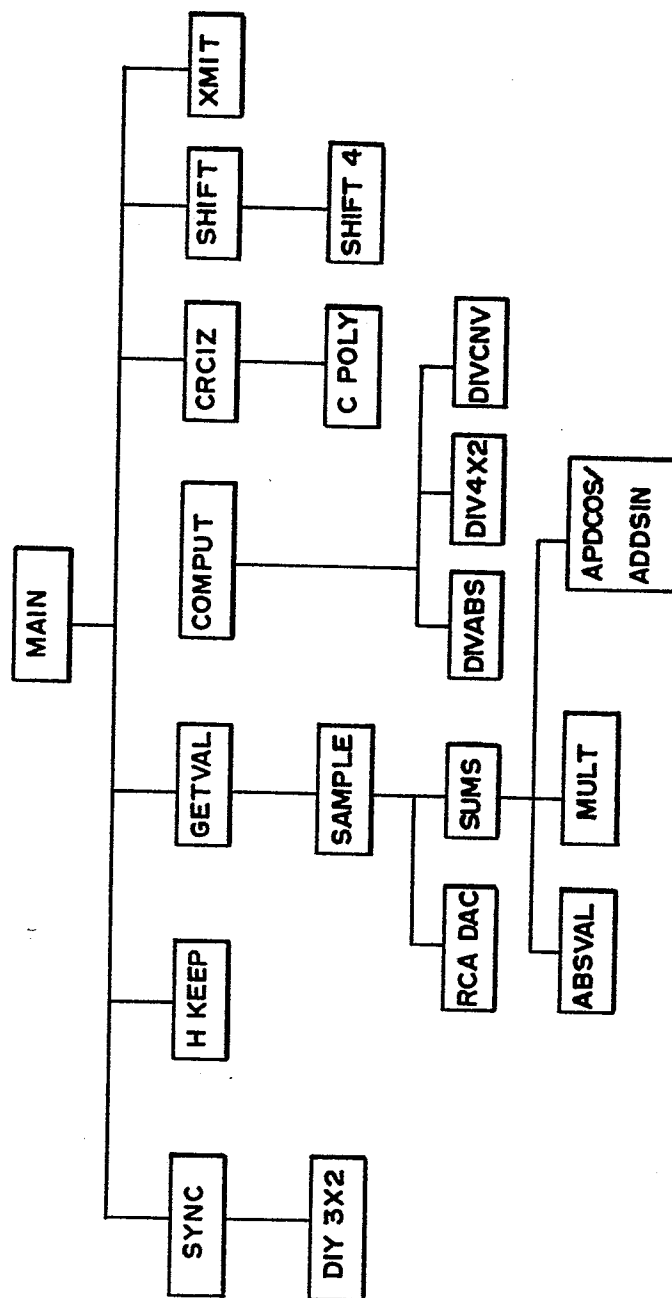 MAIN
SYNC
H KEEP
GETVAL
COMPUT
CRCIZ
SHIFT
XMIT
DIY 3X2
SAMPLE
C POLY
SHIFT 4
RCA DAC
SUMS
DIVABS
DIV4X2
DIVCNV
ABSVAL
MULT
APDCOS/
ADDSIN